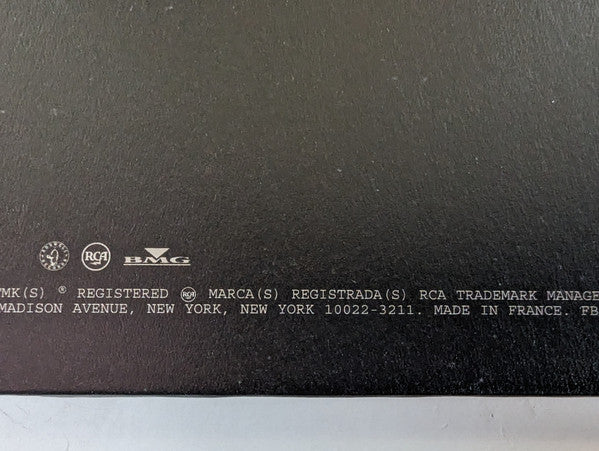 RCA BMG
TMK(S) ® REGISTERED RCA MARCA(S) REGISTRADA(S) RCA TRADEMARK MANAGE
MADISON AVENUE, NEW YORK, NEW YORK 10022-3211. MADE IN FRANCE. FB